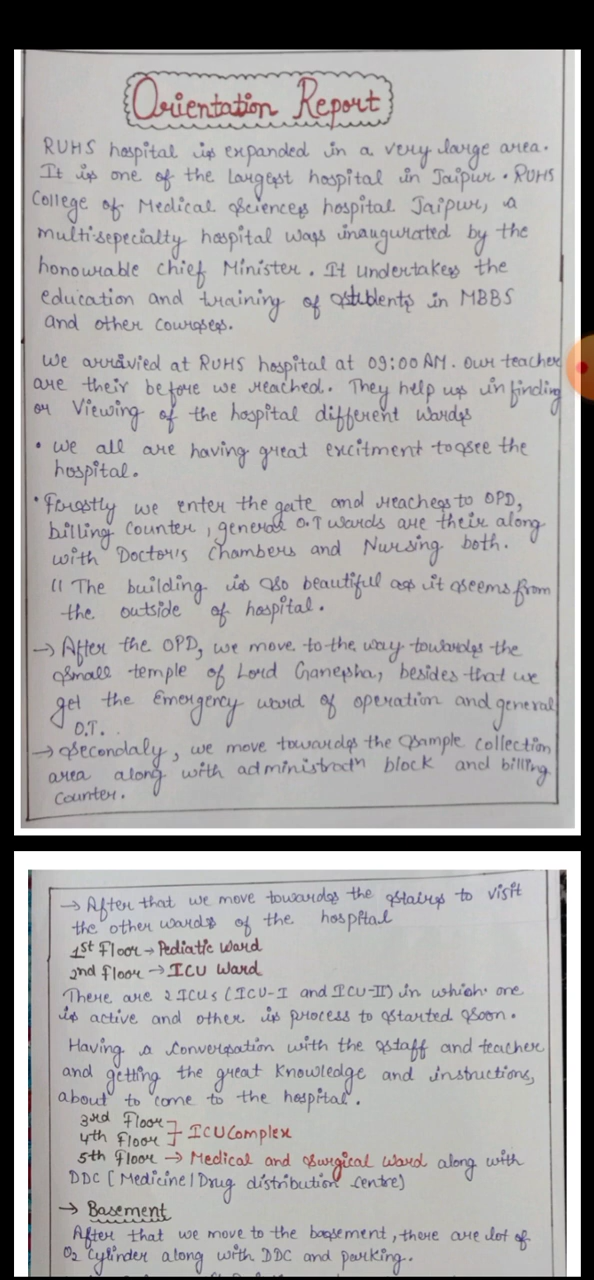 Orientation Report
RUHS hospital is expanded in a very large area.
It is one of the largest hospital in Jaipur. RUHS
College of Medical Sciences hospital Jaipur, a
multi-sepecialty hospital was inaugurated by the
honourable chief Minister. It undertakes the
education and training of students in MBBS
and other courses.
We arravied at RUHS hospital at 09:00 AM. Our teacher
are their before we reached. They help us in finding
or Viewing of the hospital different wards
• We all are having great excitment to see the
hospital.
• Firostly we enter the gate and reaches to OPD,
billing counter, general O.T wards are their along
with Doctor's Chambers and Nursing both.
11 The building is so beautiful as it seems from
the outside of hospital.
→ After the OPD, we move to the way towards the
small temple of Lord Ganesha, besides that we
get the Emergency ward of operation and general
O.T..
→ Secondaly, we move towards the Sample collection
area along with administratn block and billing
counter.
→ After that we move towards the stairs to visit
the other wards of the hospital
1st Floor → Pediatic Ward
2nd Floor → ICU Ward
There are 2 ICUs (ICU-I and ICU-II) in which one
is active and other is process to started soon.
Having a Conversation with the staff and teacher
and getting the great Knowledge and instructions,
about to come to the hospital.
3rd Floor
4th Floor ] ICU Complex
5th Floor → Medical and Surgical Ward along with
DDC [Medicine/Drug distribution centre)
→ Basement
After that we move to the basement, there are lot of
O2 cylinder along with DDC and parking.